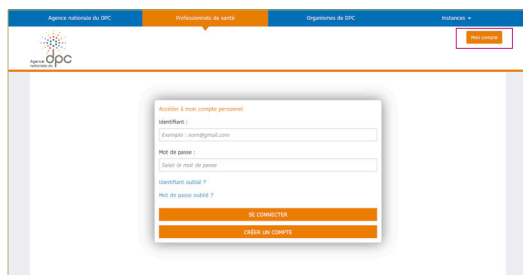 Agence nationale du DPC
Professionnels de santé
Organismes de DPC
Instances
Mon compte
Agence
nationale du
dpc
Accéder à mon compte personnel
Identifiant :
Exemple : nom@gmail.com
Mot de passe :
Saisir le mot de passe
Identifiant oublié ?
Mot de passe oublié ?
SE CONNECTER
CRÉER UN COMPTE